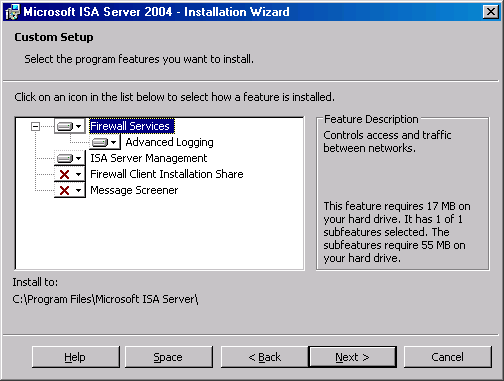 Microsoft ISA Server 2004 - Installation Wizard
Custom Setup
Select the program features you want to install.
Click on an icon in the list below to select how a feature is installed.
Firewall Services
Advanced Logging
ISA Server Management
Firewall Client Installation Share
Message Screener
Feature Description
Controls access and traffic
between networks.
This feature requires 17 MB on
your hard drive. It has 1 of 1
subfeatures selected. The
subfeatures require 55 MB on
your hard drive.
Install to:
C:\Program Files\Microsoft ISA Server\
Help
Space
< Back
Next >
Cancel